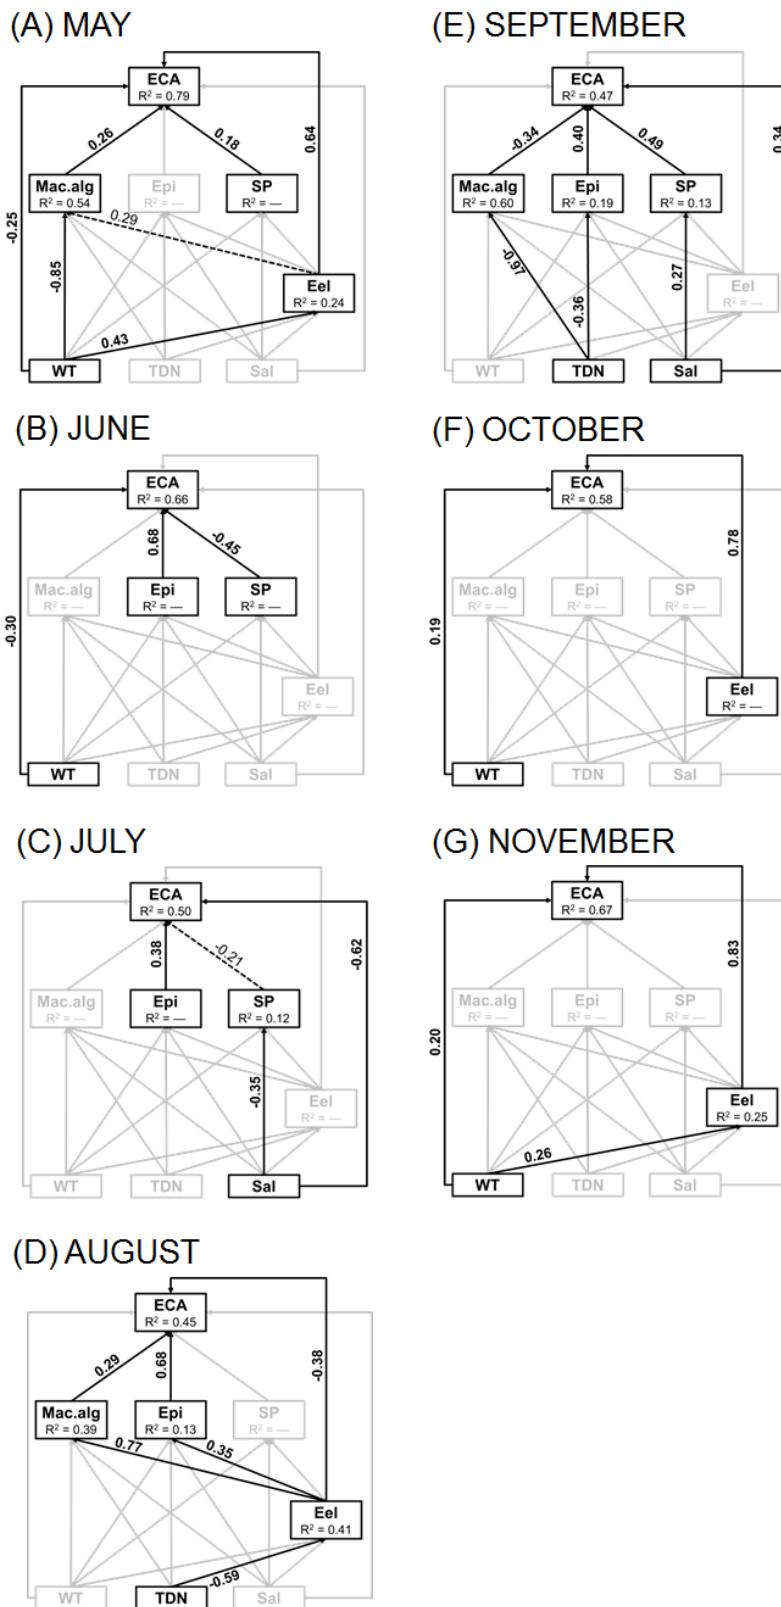 (A) MAY
ECA
R² = 0.79
0.26
0.18
0.64
-0.25
Mac.alg
R² = 0.54
Epi
R² = —
SP
R² = —
0.29
-0.85
Eel
R² = 0.24
0.43
WT
TDN
Sal
(B) JUNE
ECA
R² = 0.66
0.68
-0.45
-0.30
Mac.alg
R² = —
Epi
R² = —
SP
R² = —
Eel
R² = —
WT
TDN
Sal
(C) JULY
ECA
R² = 0.50
0.38
-0.21
-0.62
Mac.alg
R² = —
Epi
R² = —
SP
R² = 0.12
-0.35
Eel
R² = —
WT
TDN
Sal
(D) AUGUST
ECA
R² = 0.45
0.29
0.68
-0.38
Mac.alg
R² = 0.39
Epi
R² = 0.13
SP
R² = —
0.77
0.35
Eel
R² = 0.41
-0.59
WT
TDN
Sal
(E) SEPTEMBER
ECA
R² = 0.47
-0.34
0.40
0.49
0.34
Mac.alg
R² = 0.60
Epi
R² = 0.19
SP
R² = 0.13
-0.97
-0.36
0.27
Eel
R² = —
WT
TDN
Sal
(F) OCTOBER
ECA
R² = 0.58
0.78
0.19
Mac.alg
R² = —
Epi
R² = —
SP
R² = —
Eel
R² = —
WT
TDN
Sal
(G) NOVEMBER
ECA
R² = 0.67
0.83
0.20
Mac.alg
R² = —
Epi
R² = —
SP
R² = —
Eel
R² = 0.25
0.26
WT
TDN
Sal